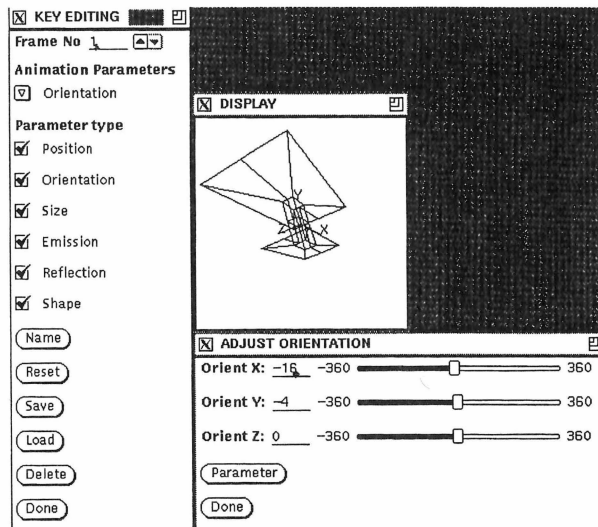 KEY EDITING
Frame No 1
Animation Parameters
Orientation
Parameter type
Position
Orientation
Size
Emission
Reflection
Shape
Name
Reset
Save
Load
Delete
Done
DISPLAY
Y
Z X
ADJUST ORIENTATION
Orient X: -16 -360 360
Orient Y: -4 -360 360
Orient Z: 0 -360 360
Parameter
Done